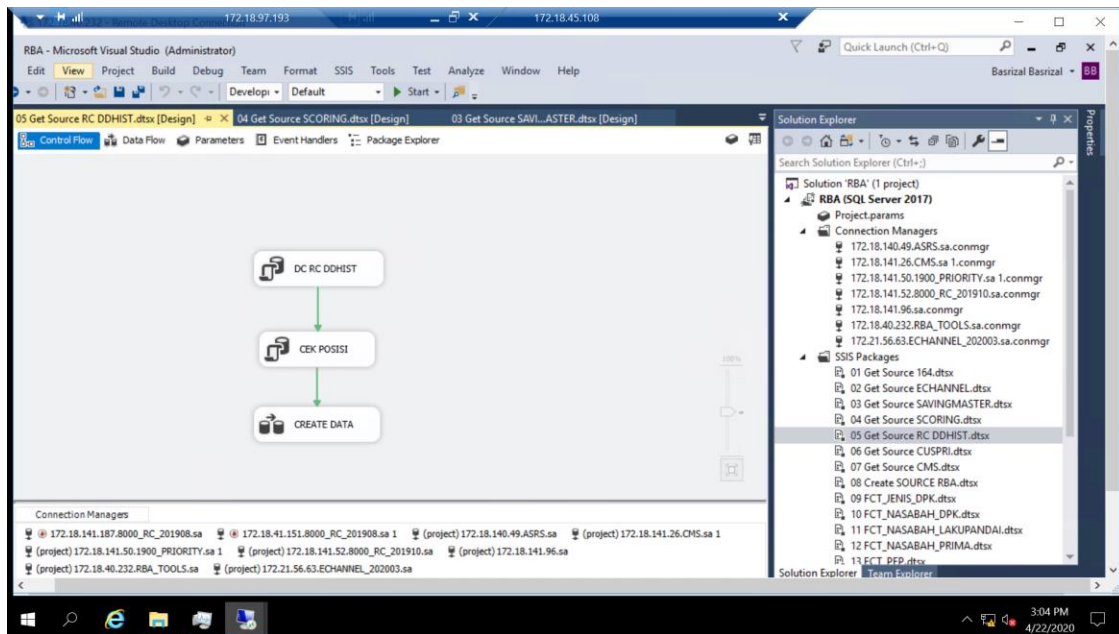 232 - Remote Desktop Conne
172.18.97.193
172.18.45.108
RBA - Microsoft Visual Studio (Administrator)
Quick Launch (Ctrl+Q)
Edit View Project Build Debug Team Format SSIS Tools Test Analyze Window Help
Basrizal Basrizal BB
Develop Default Start
05 Get Source RC DDHIST.dtsx [Design] 04 Get Source SCORING.dtsx [Design] 03 Get Source SAVI...ASTER.dtsx [Design]
Control Flow Data Flow Parameters Event Handlers Package Explorer
DC RC DDHIST
CEK POSISI
CREATE DATA
100%
Connection Managers
172.18.141.187.8000_RC_201908.sa 172.18.41.151.8000_RC_201908.sa 1 (project) 172.18.140.49.ASRS.sa (project) 172.18.141.26.CMS.sa 1
(project) 172.18.141.50.1900_PRIORITY.sa 1 (project) 172.18.141.52.8000_RC_201910.sa (project) 172.18.141.96.sa
(project) 172.18.40.232.RBA_TOOLS.sa (project) 172.21.56.63.ECHANNEL_202003.sa
Solution Explorer
Properties
Search Solution Explorer (Ctrl+;)
Solution 'RBA' (1 project)
RBA (SQL Server 2017)
Project.params
Connection Managers
172.18.140.49.ASRS.sa.conmgr
172.18.141.26.CMS.sa 1.conmgr
172.18.141.50.1900_PRIORITY.sa 1.conmgr
172.18.141.52.8000_RC_201910.sa.conmgr
172.18.141.96.sa.conmgr
172.18.40.232.RBA_TOOLS.sa.conmgr
172.21.56.63.ECHANNEL_202003.sa.conmgr
SSIS Packages
01 Get Source 164.dtsx
02 Get Source ECHANNEL.dtsx
03 Get Source SAVINGMASTER.dtsx
04 Get Source SCORING.dtsx
05 Get Source RC DDHIST.dtsx
06 Get Source CUSPRI.dtsx
07 Get Source CMS.dtsx
08 Create SOURCE RBA.dtsx
09 FCT_JENIS_DPK.dtsx
10 FCT_NASABAH_DPK.dtsx
11 FCT_NASABAH_LAKUPANDAI.dtsx
12 FCT_NASABAH_PRIMA.dtsx
13 FCT_PEP.dtsx
Solution Explorer Team Explorer
3:04 PM
4/22/2020